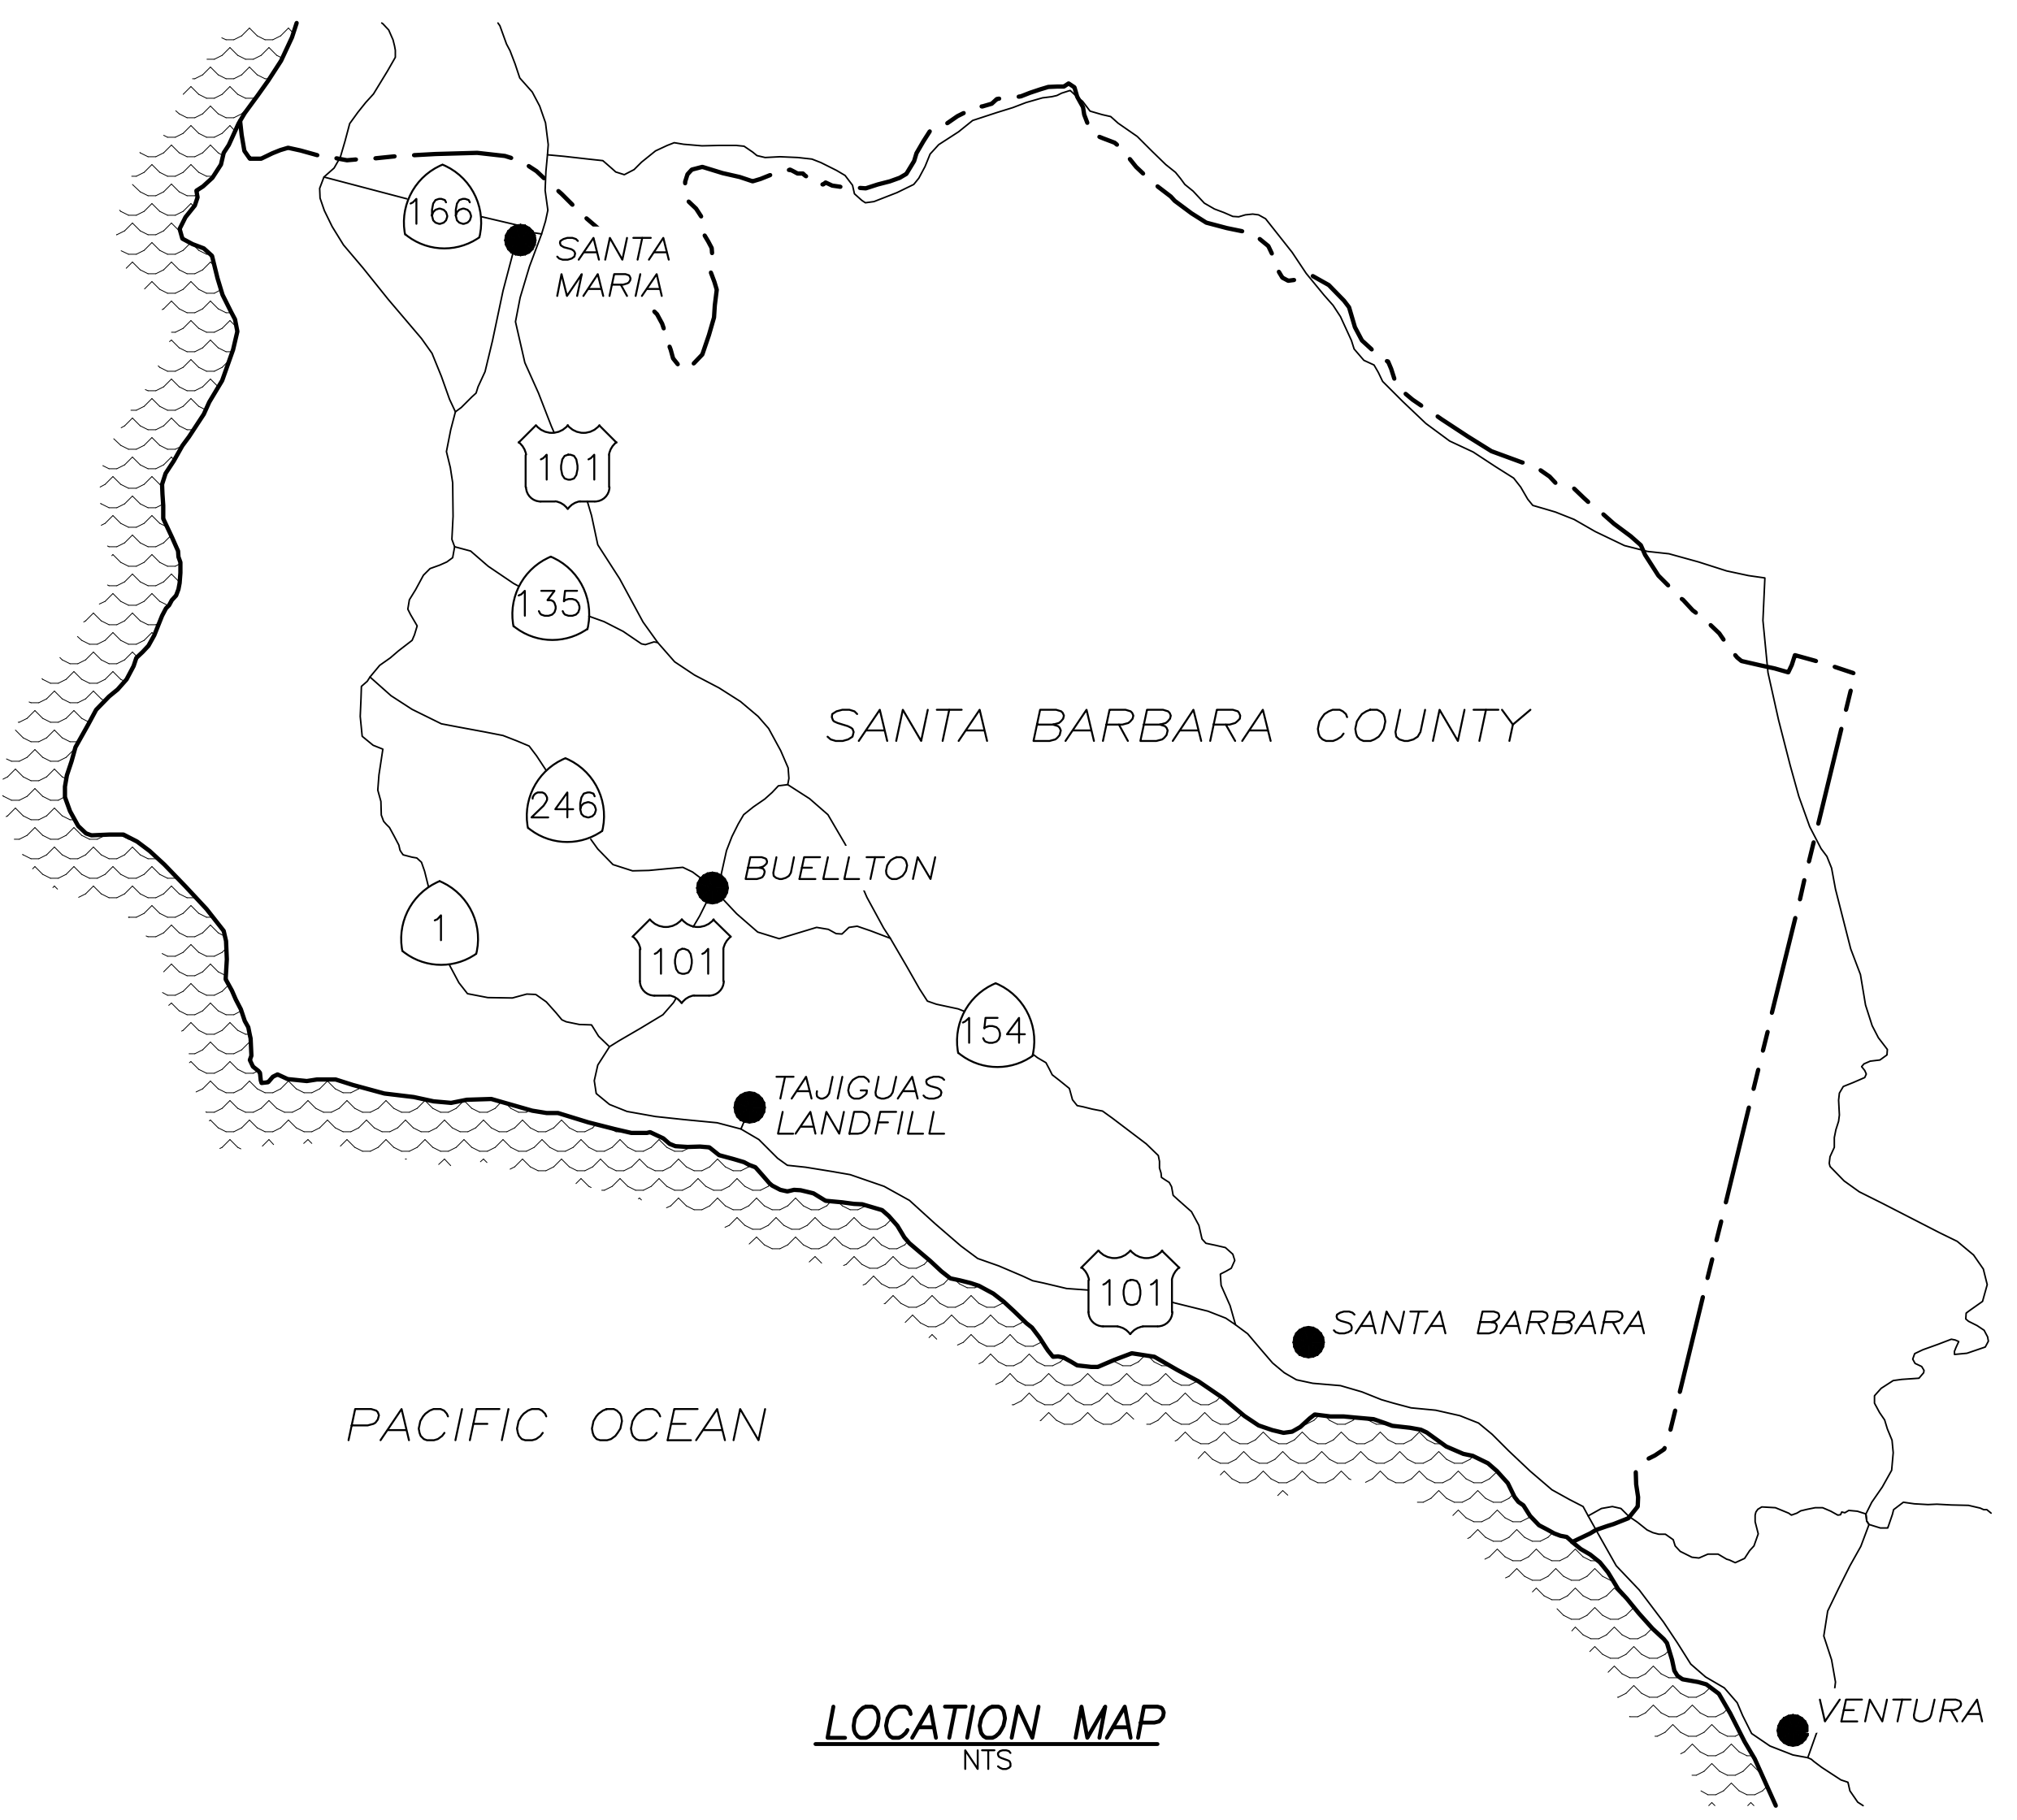 166
SANTA
MARIA
101
135
SANTA BARBARA COUNTY
246
BUELLTON
1
101
154
TAJIGUAS
LANDFILL
101
SANTA BARBARA
PACIFIC OCEAN
VENTURA
LOCATION MAP
NTS